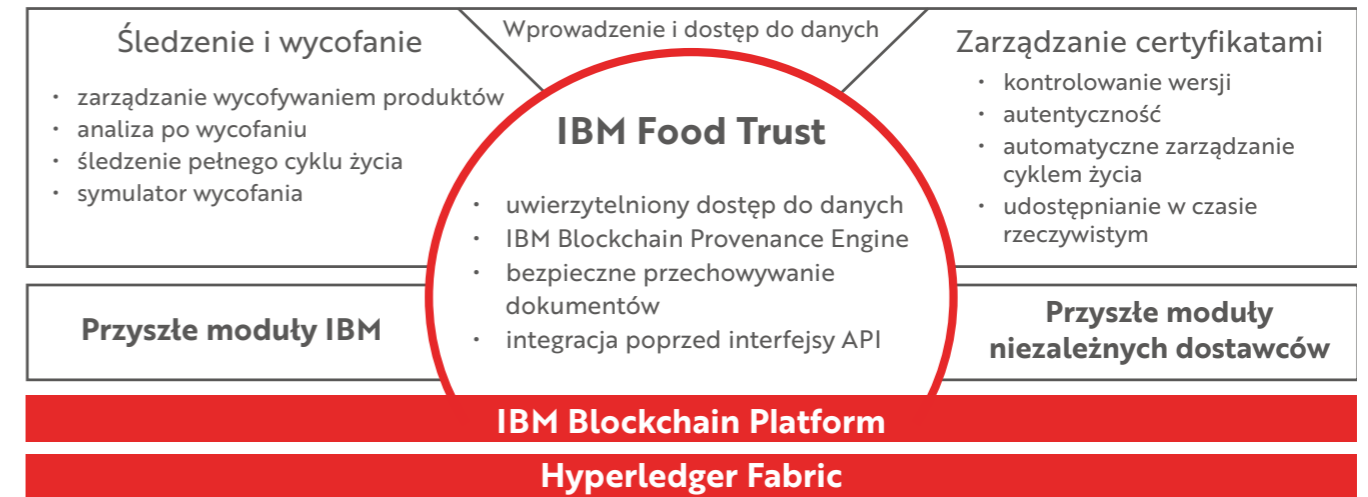 Śledzenie i wycofanie
• zarządzanie wycofywaniem produktów
• analiza po wycofaniu
• śledzenie pełnego cyklu życia
• symulator wycofania
Wprowadzenie i dostęp do danych
Zarządzanie certyfikatami
• kontrolowanie wersji
• autentyczność
• automatyczne zarządzanie
cyklem życia
• udostępnianie w czasie
rzeczywistym
IBM Food Trust
• uwierzytelniony dostęp do danych
• IBM Blockchain Provenance Engine
• bezpieczne przechowywanie
dokumentów
• integracja poprzed interfejsy API
Przyszłe moduły IBM
Przyszłe moduły
niezależnych dostawców
IBM Blockchain Platform
Hyperledger Fabric